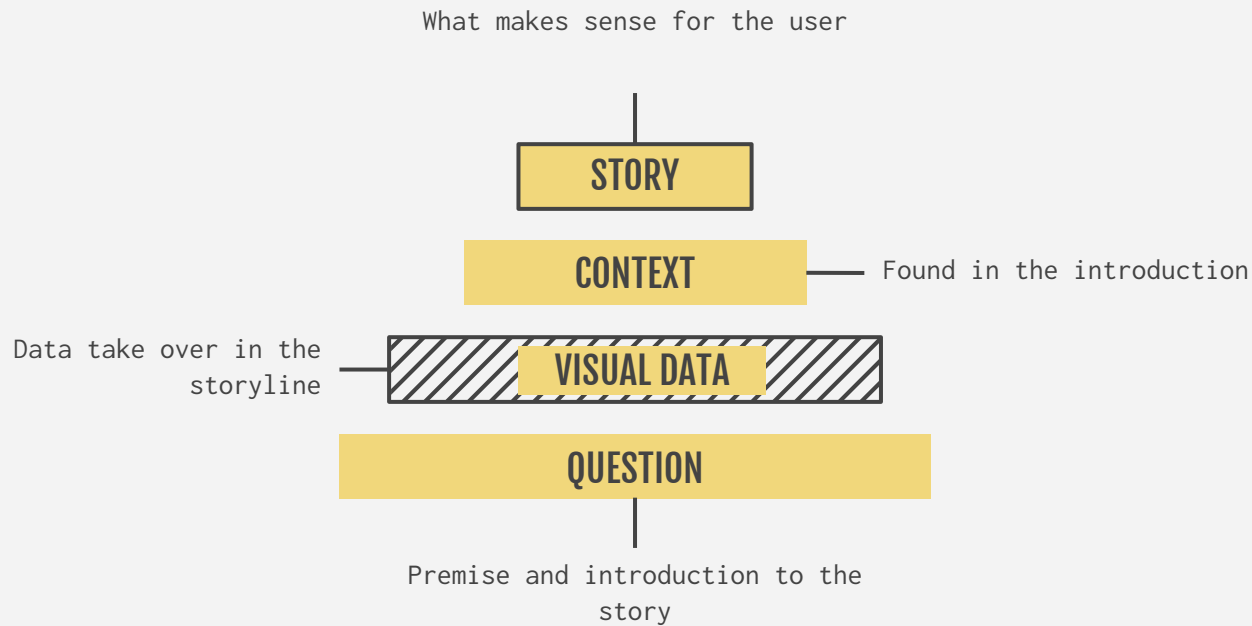 What makes sense for the user
STORY
CONTEXT
Found in the introduction
Data take over in the
storyline
VISUAL DATA
QUESTION
Premise and introduction to the
story